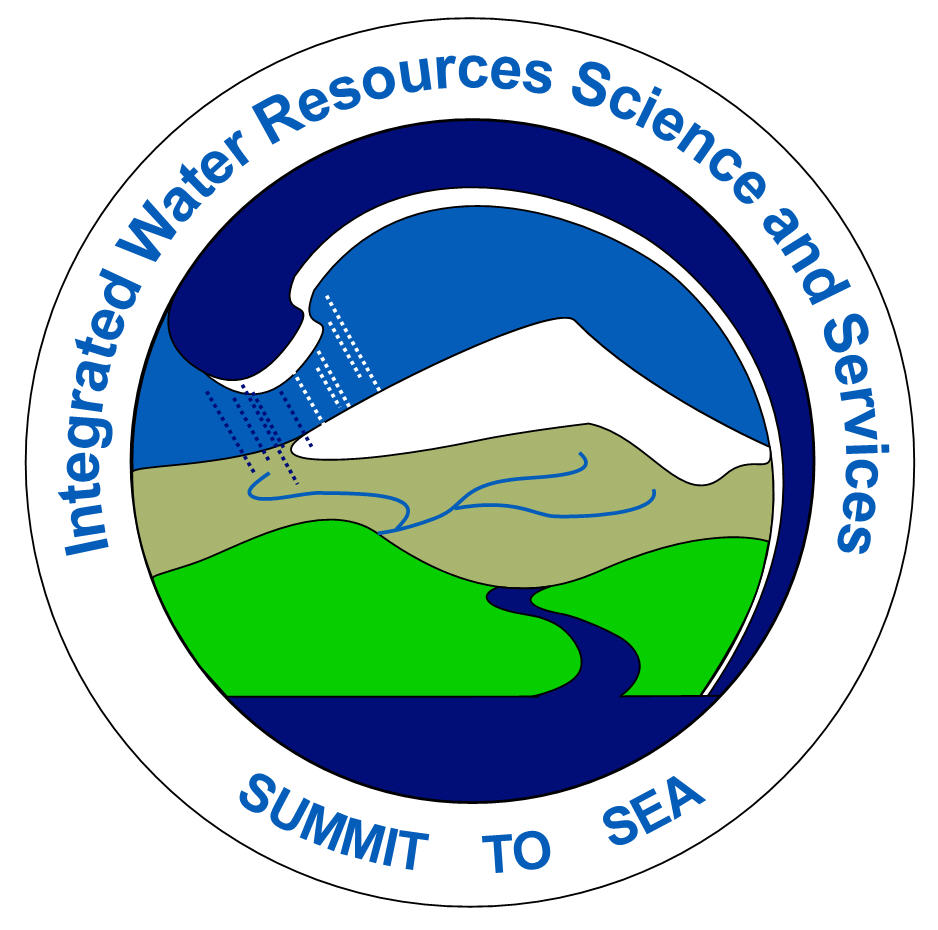 Integrated Water Resources Science and Services
SUMMIT TO SEA